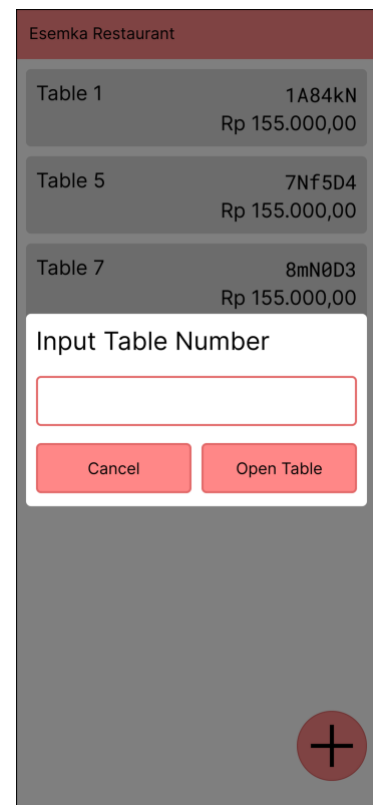 Esemka Restaurant
Table 1
1A84kN
Rp 155.000,00
Table 5
7Nf5D4
Rp 155.000,00
Table 7
8mN0D3
Rp 155.000,00
Input Table Number
Cancel
Open Table